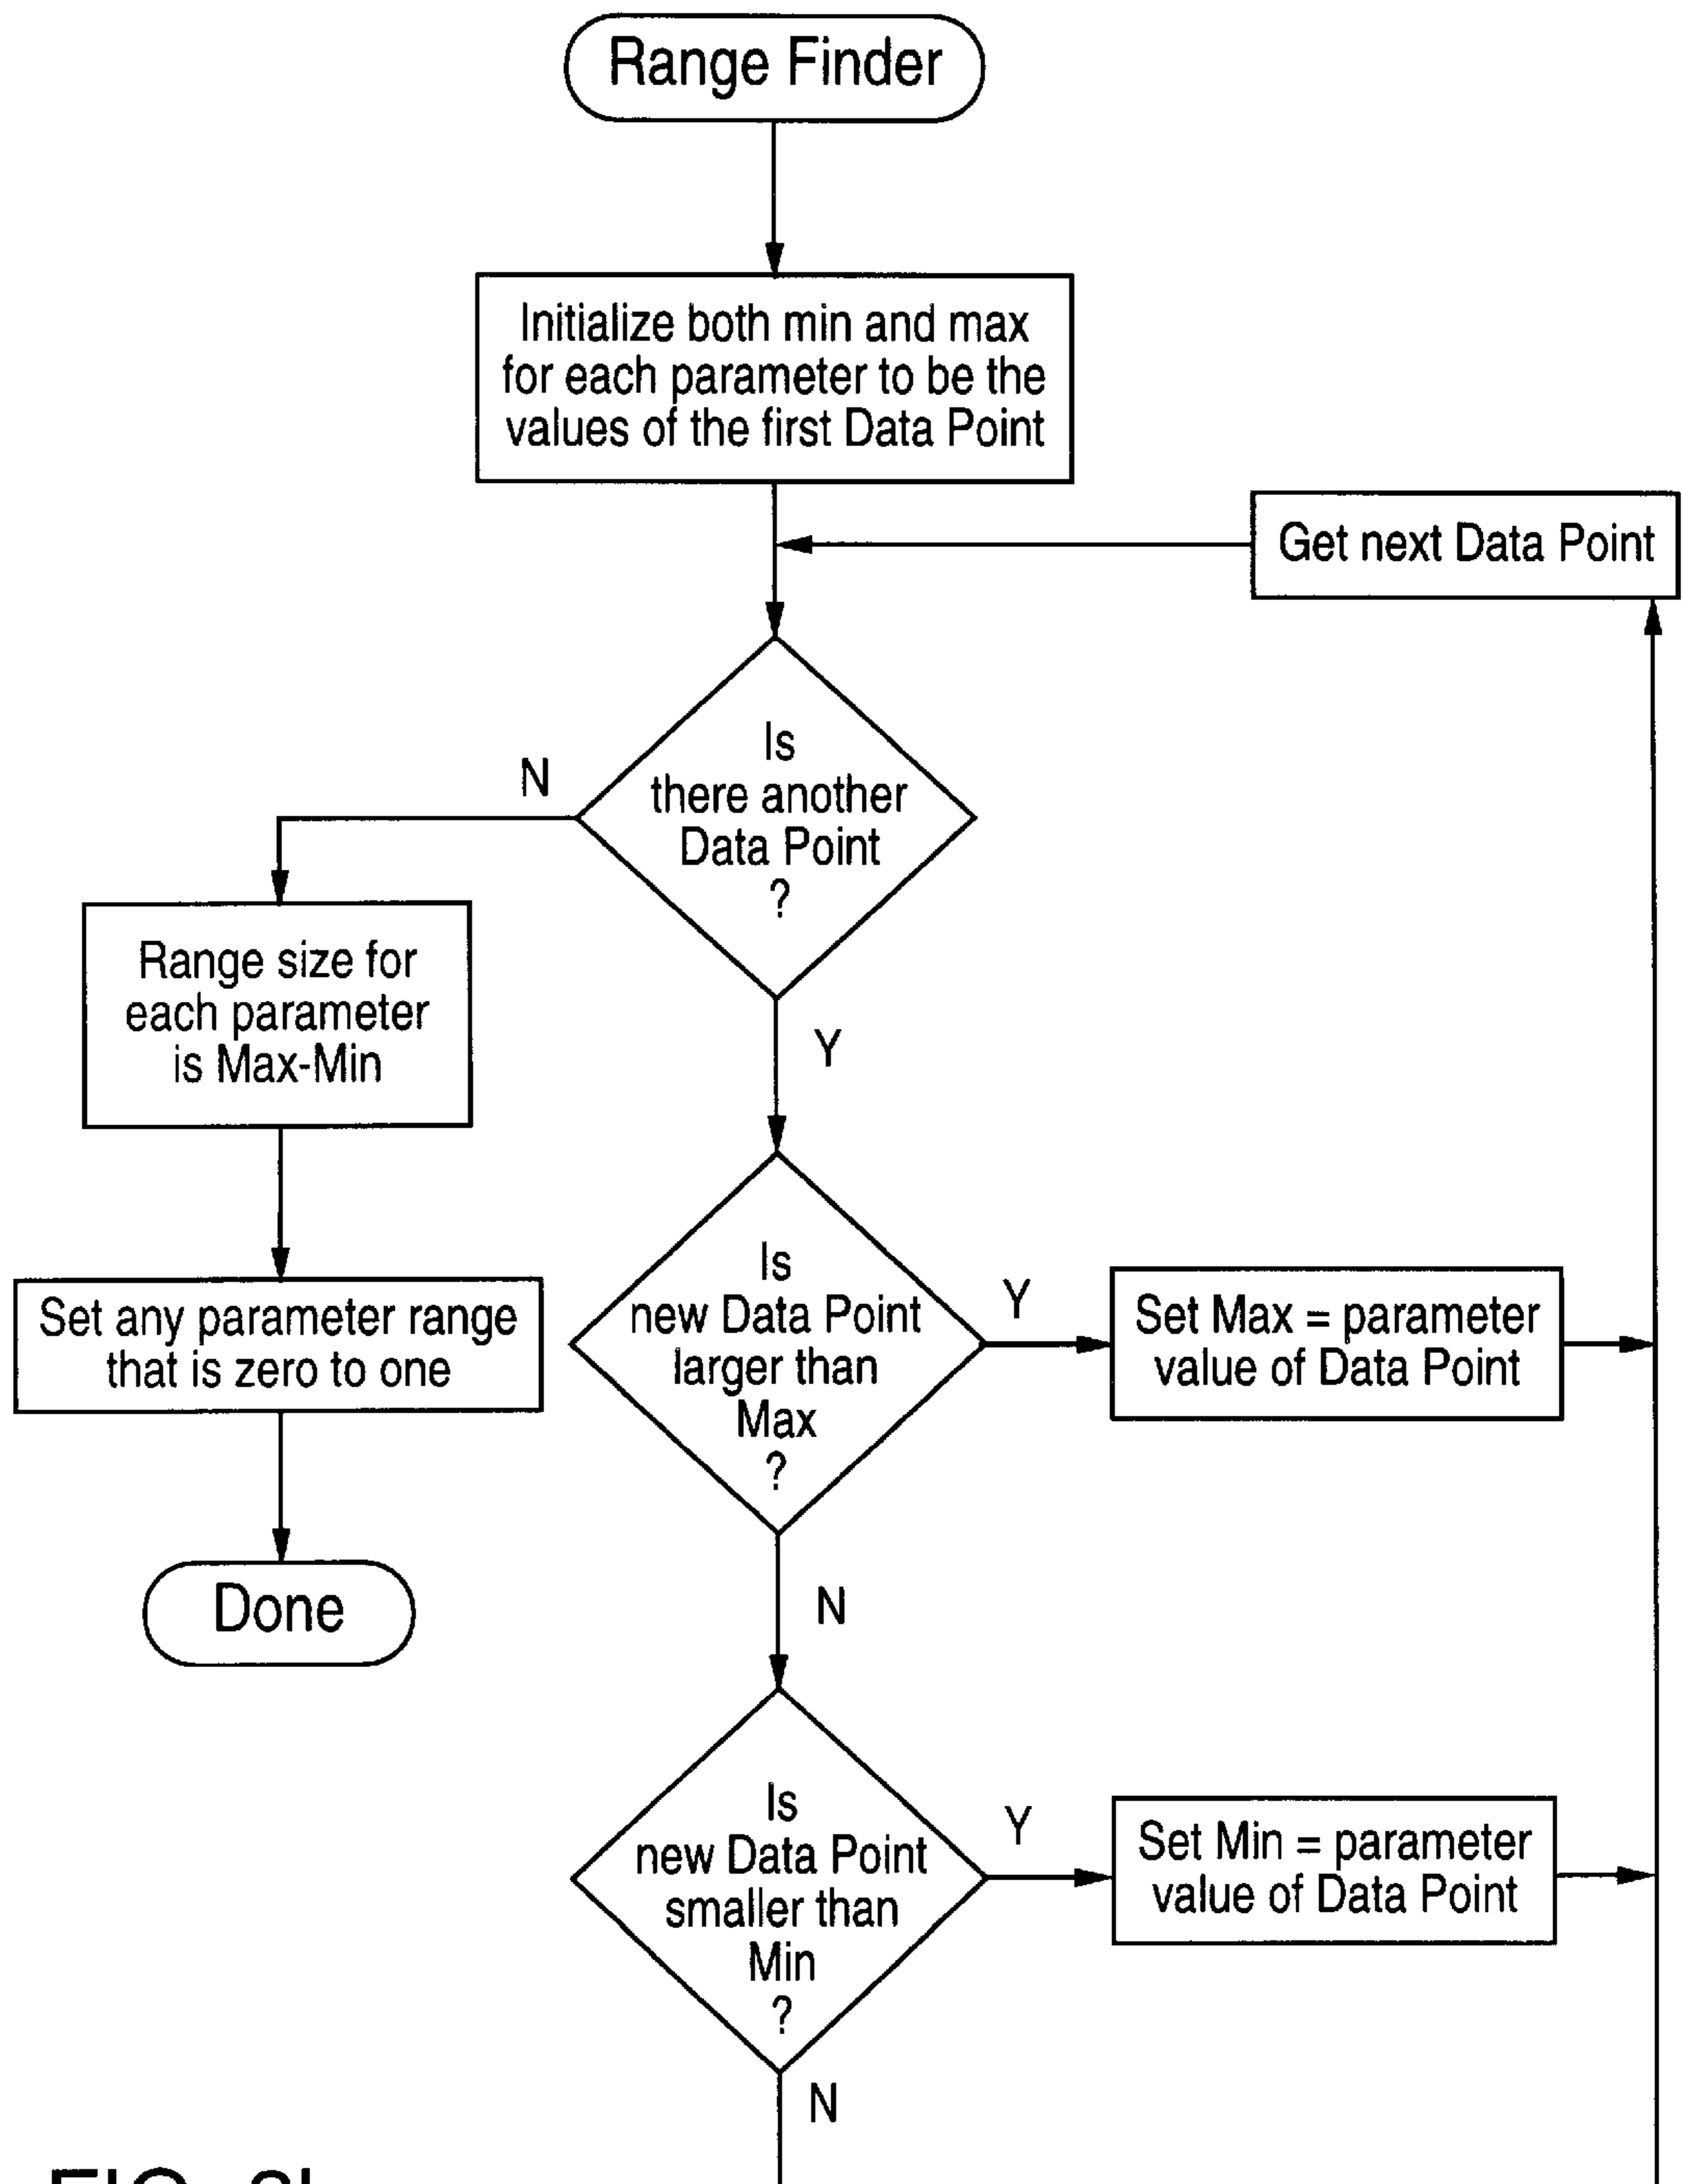 Range Finder
Initialize both min and max
for each parameter to be the
values of the first Data Point
Get next Data Point
Is
there another
Data Point
?
N
Y
Range size for
each parameter
is Max-Min
Set any parameter range
that is zero to one
Done
Is
new Data Point
larger than
Max
?
Y
Set Max = parameter
value of Data Point
N
Is
new Data Point
smaller than
Min
?
Y
Set Min = parameter
value of Data Point
N